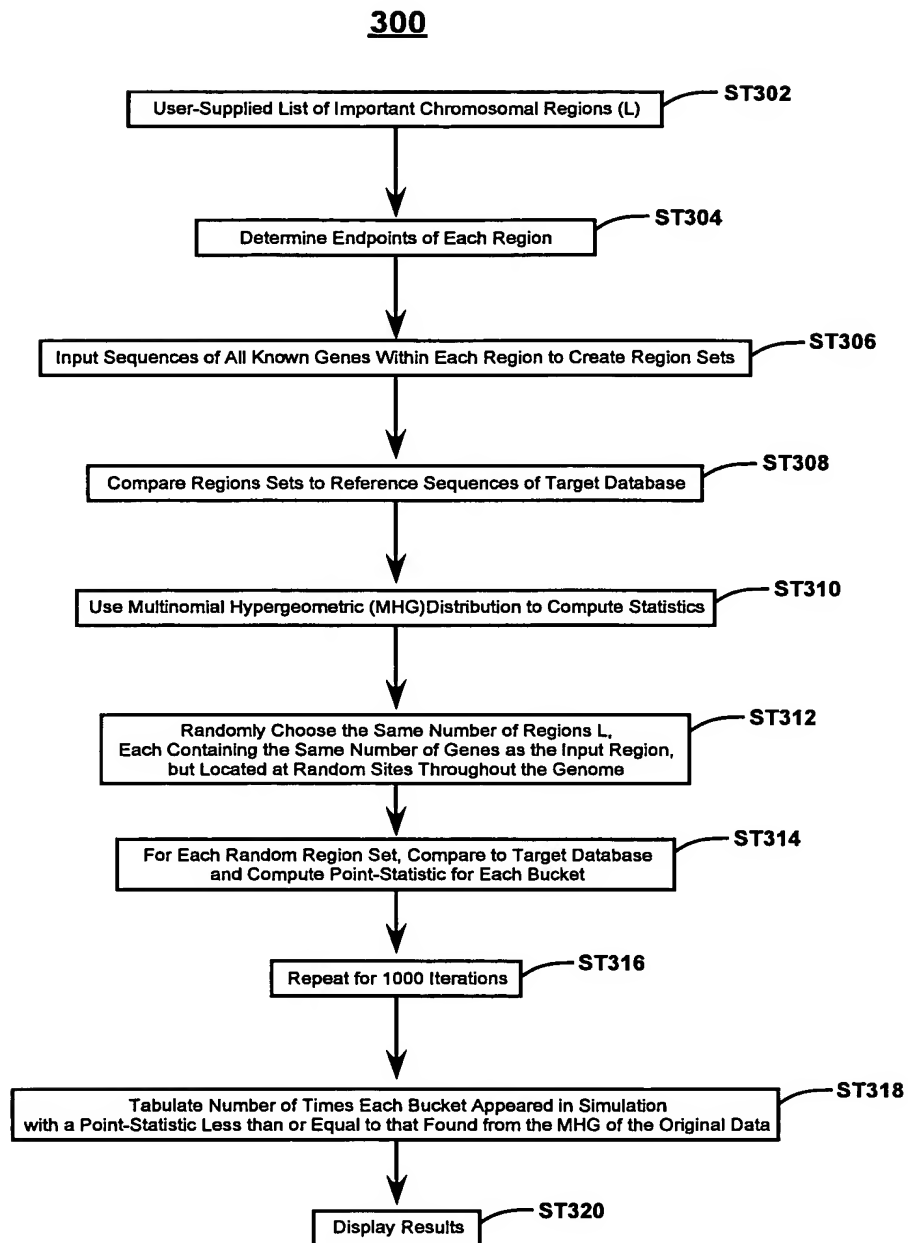 300
User-Supplied List of Important Chromosomal Regions (L)
ST302
Determine Endpoints of Each Region
ST304
Input Sequences of All Known Genes Within Each Region to Create Region Sets
ST306
Compare Regions Sets to Reference Sequences of Target Database
ST308
Use Multinomial Hypergeometric (MHG)Distribution to Compute Statistics
ST310
Randomly Choose the Same Number of Regions L,
Each Containing the Same Number of Genes as the Input Region,
but Located at Random Sites Throughout the Genome
ST312
For Each Random Region Set, Compare to Target Database
and Compute Point-Statistic for Each Bucket
ST314
Repeat for 1000 Iterations
ST316
Tabulate Number of Times Each Bucket Appeared in Simulation
with a Point-Statistic Less than or Equal to that Found from the MHG of the Original Data
ST318
Display Results
ST320